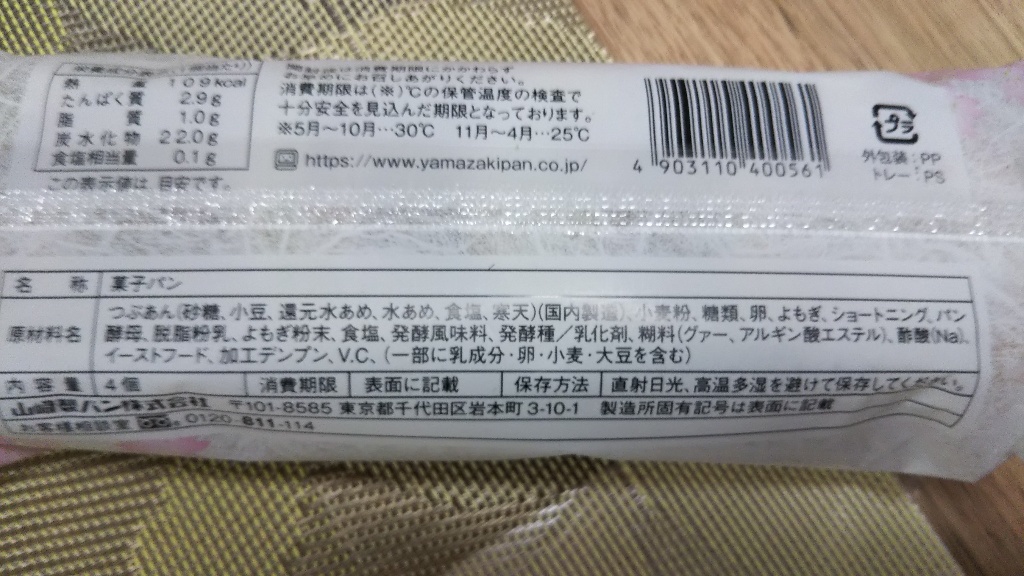 熱量 109kcal
たんぱく質 2.9g
脂質 1.0g
炭水化物 22.0g
食塩相当量 0.1g
この表示値は、目安です。
お早めにお召しあがりください。
消費期限は(※)℃の保管温度の検査で
十分安全を見込んだ期限となっております。
※5月～10月…30℃ 11月～4月…25℃
https://www.yamazakipan.co.jp/
4 903110 400561
プラ
外包装:PP
トレー:PS
名称 菓子パン
原材料名 つぶあん(砂糖、小豆、還元水あめ、水あめ、食塩、寒天)(国内製造)、小麦粉、糖類、卵、よもぎ、ショートニング、パン
酵母、脱脂粉乳、よもぎ粉末、食塩、発酵風味料、発酵種／乳化剤、糊料(グァー、アルギン酸エステル)、酢酸(Na)、
イーストフード、加工デンプン、V.C、(一部に乳成分・卵・小麦・大豆を含む)
内容量 4個 消費期限 表面に記載 保存方法 直射日光、高温多湿を避けて保存してください。
山崎製パン株式会社 〒101-8585 東京都千代田区岩本町3-10-1 製造所固有記号は表面に記載
お客様相談室 0120-811-114